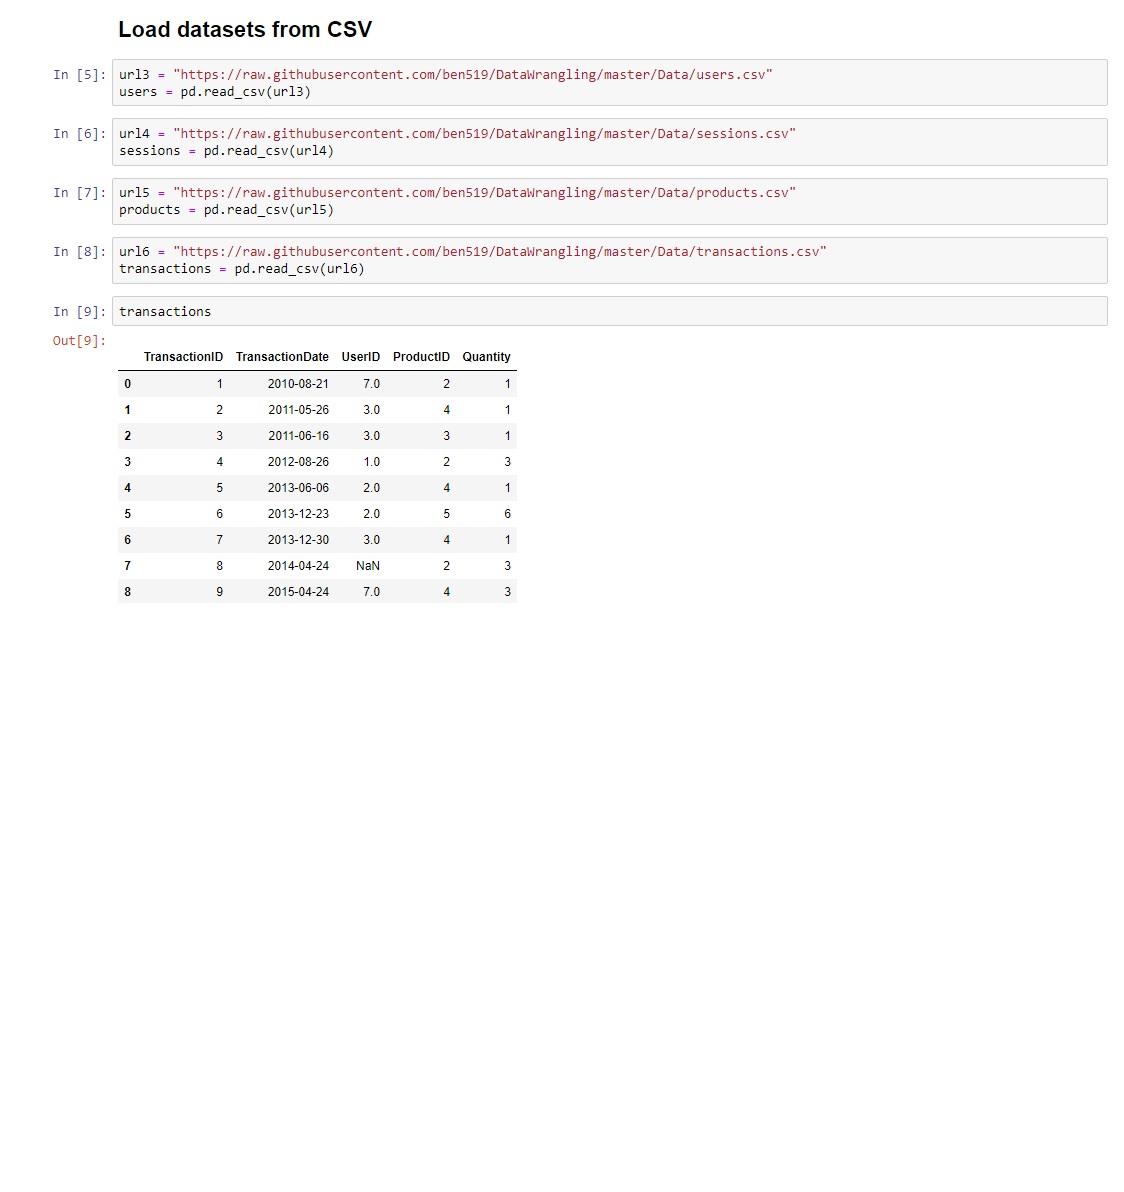 Load datasets from CSV
In [5]: url3 = "https://raw.githubusercontent.com/ben519/DataWrangling/master/Data/users.csv"
users = pd.read_csv(url3)
In [6]: url4 = "https://raw.githubusercontent.com/ben519/DataWrangling/master/Data/sessions.csv"
sessions = pd.read_csv(url4)
In [7]: url5 = "https://raw.githubusercontent.com/ben519/DataWrangling/master/Data/products.csv"
products = pd.read_csv(url5)
In [8]: url6 = "https://raw.githubusercontent.com/ben519/DataWrangling/master/Data/transactions.csv"
transactions = pd.read_csv(url6)
In [9]: transactions
Out[9]:
TransactionID TransactionDate UserID ProductID Quantity
0 1 2010-08-21 7.0 2 1
1 2 2011-05-26 3.0 4 1
2 3 2011-06-16 3.0 3 1
3 4 2012-08-26 1.0 2 3
4 5 2013-06-06 2.0 4 1
5 6 2013-12-23 2.0 5 6
6 7 2013-12-30 3.0 4 1
7 8 2014-04-24 NaN 2 3
8 9 2015-04-24 7.0 4 3